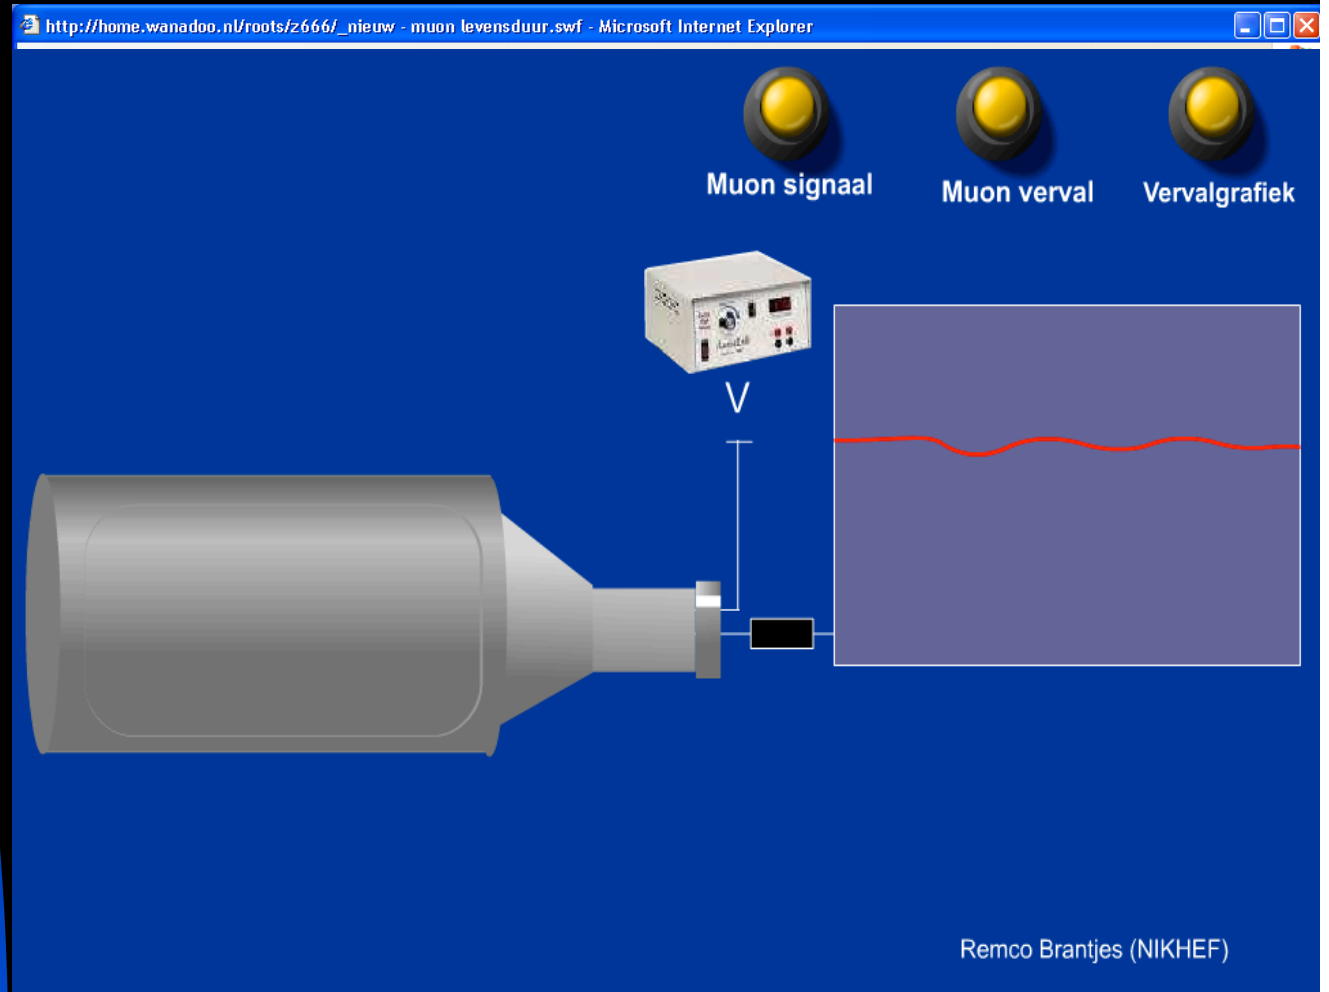 http://home.wanadoo.nl/roots/z666/_nieuw - muon levensduur.swf - Microsoft Internet Explorer
Muon signaal
Muon verval
Vervalgrafiek
V
Remco Brantjes (NIKHEF)